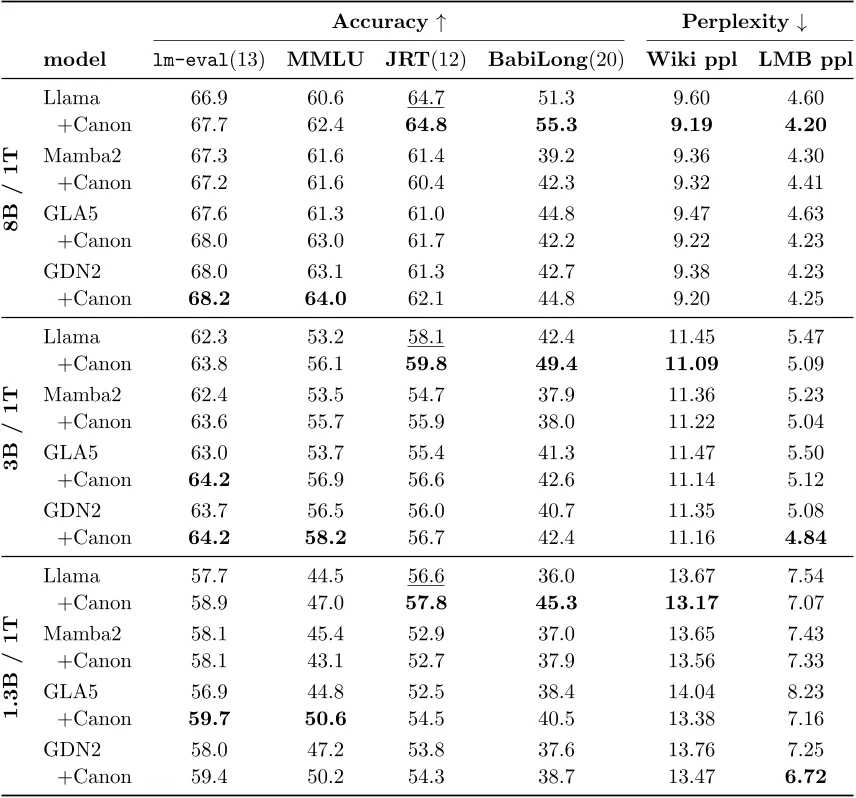 Accuracy ↑ Perplexity ↓
model lm-eval(13) MMLU JRT(12) BabiLong(20) Wiki ppl LMB ppl
8B / 1T
Llama 66.9 60.6 64.7 51.3 9.60 4.60
+Canon 67.7 62.4 64.8 55.3 9.19 4.20
Mamba2 67.3 61.6 61.4 39.2 9.36 4.30
+Canon 67.2 61.6 60.4 42.3 9.32 4.41
GLA5 67.6 61.3 61.0 44.8 9.47 4.63
+Canon 68.0 63.0 61.7 42.2 9.22 4.23
GDN2 68.0 63.1 61.3 42.7 9.38 4.23
+Canon 68.2 64.0 62.1 44.8 9.20 4.25
3B / 1T
Llama 62.3 53.2 58.1 42.4 11.45 5.47
+Canon 63.8 56.1 59.8 49.4 11.09 5.09
Mamba2 62.4 53.5 54.7 37.9 11.36 5.23
+Canon 63.6 55.7 55.9 38.0 11.22 5.04
GLA5 63.0 53.7 55.4 41.3 11.47 5.50
+Canon 64.2 56.9 56.6 42.6 11.14 5.12
GDN2 63.7 56.5 56.0 40.7 11.35 5.08
+Canon 64.2 58.2 56.7 42.4 11.16 4.84
1.3B / 1T
Llama 57.7 44.5 56.6 36.0 13.67 7.54
+Canon 58.9 47.0 57.8 45.3 13.17 7.07
Mamba2 58.1 45.4 52.9 37.0 13.65 7.43
+Canon 58.1 43.1 52.7 37.9 13.56 7.33
GLA5 56.9 44.8 52.5 38.4 14.04 8.23
+Canon 59.7 50.6 54.5 40.5 13.38 7.16
GDN2 58.0 47.2 53.8 37.6 13.76 7.25
+Canon 59.4 50.2 54.3 38.7 13.47 6.72